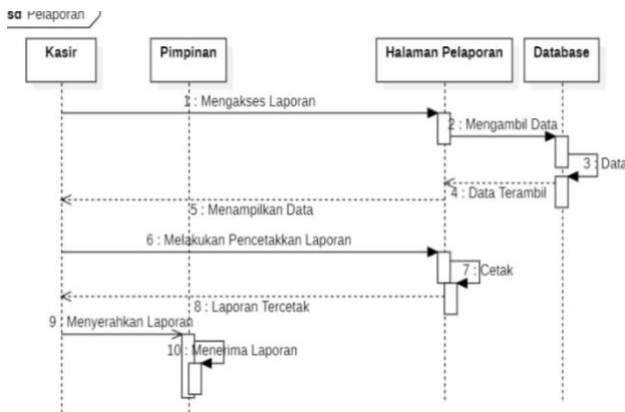 sd Pelaporan
Kasir
Pimpinan
Halaman Pelaporan
Database
1 : Mengakses Laporan
2 : Mengambil Data
3 : Data
4 : Data Terambil
5 : Menampilkan Data
6 : Melakukan Pencetakkan Laporan
7 : Cetak
8 : Laporan Tercetak
9 : Menyerahkan Laporan
10 : Menerima Laporan